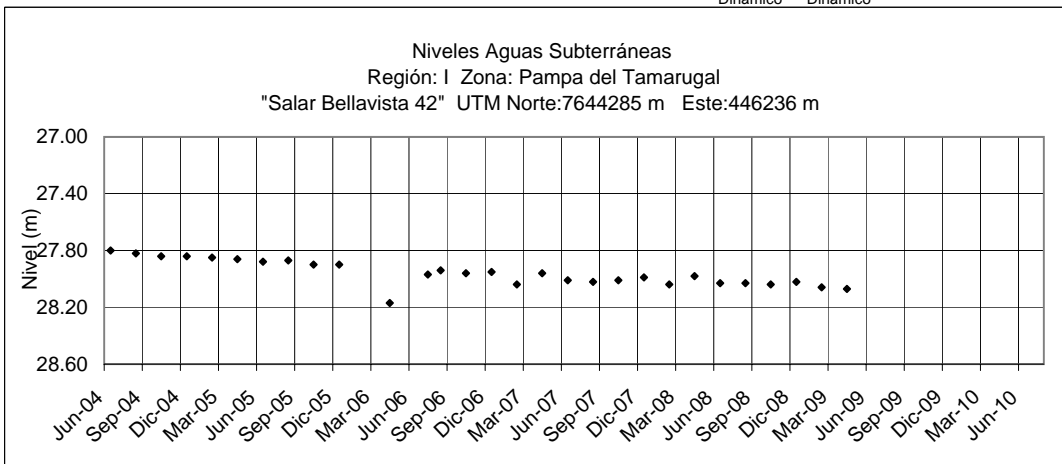 Dinámico Dinámico
Niveles Aguas Subterráneas
Región: I Zona: Pampa del Tamarugal
"Salar Bellavista 42" UTM Norte:7644285 m Este:446236 m
Nivel (m)
27.00
27.40
27.80
28.20
28.60
Jun-04
Sep-04
Dic-04
Mar-05
Jun-05
Sep-05
Dic-05
Mar-06
Jun-06
Sep-06
Dic-06
Mar-07
Jun-07
Sep-07
Dic-07
Mar-08
Jun-08
Sep-08
Dic-08
Mar-09
Jun-09
Sep-09
Dic-09
Mar-10
Jun-10